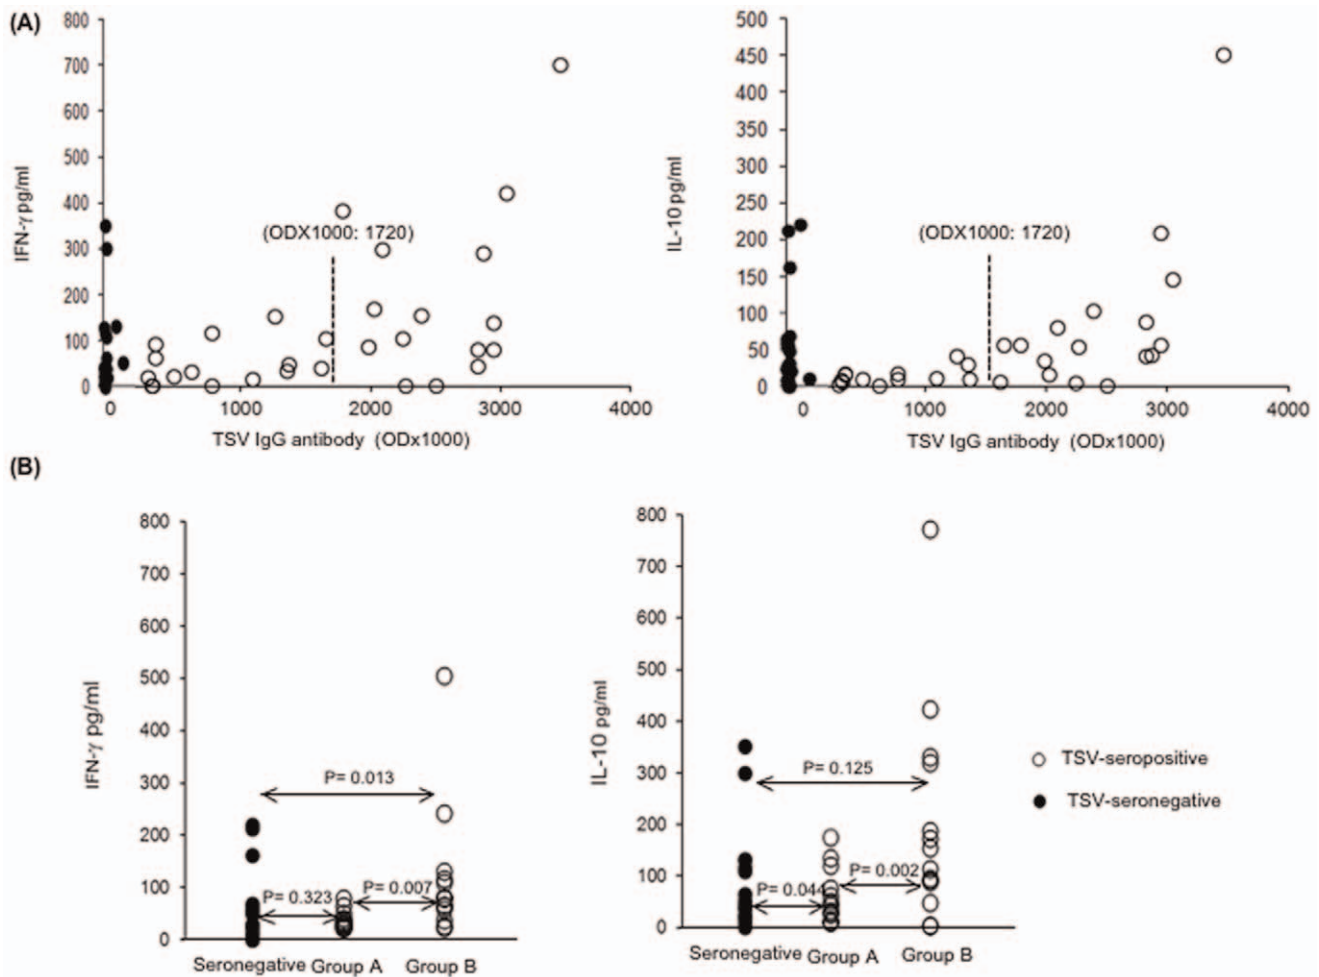 (A)
800
700
600
500
400
300
200
100
0
IFN-γ pg/ml
(ODX1000: 1720)
0 1000 2000 3000 4000
TSV IgG antibody (ODx1000)
500
450
400
350
300
250
200
150
100
50
0
IL-10 pg/ml
(ODX1000: 1720)
0 1000 2000 3000 4000
TSV IgG antibody (ODx1000)
(B)
800
700
600
500
400
300
200
100
0
IFN-γ pg/ml
P= 0.013
P= 0.323
P= 0.007
Seronegative Group A Group B
800
700
600
500
400
300
200
100
0
IL-10 pg/ml
P= 0.125
P= 0.044
P= 0.002
Seronegative Group A Group B
TSV-seropositive
TSV-seronegative